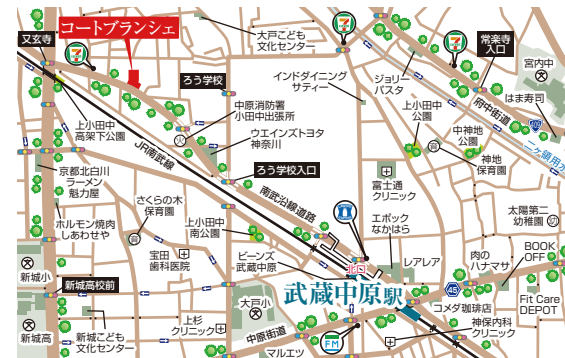 コートブランシェ
又玄寺
大戸こども
文化センター
常楽寺
入口
宮内中
ろう学校
インドダイニング
サティー
ジョリー
パスタ
府中街道
はま寿司
上小田中
高架下公園
JR南武線
中原消防署
小田中出張所
ウエインズトヨタ
神奈川
上小田中
公園
中神地
公園
神地
保育園
二ヶ領用水
京都北白川
ラーメン
魁力屋
さくらの木
保育園
ろう学校入口
南武沿線道路
富士通
クリニック
太陽第二
幼稚園
ホルモン焼肉
しあわせや
上小田中
南公園
エポック
なかはら
宝田
歯科医院
ビーンズ
武蔵中原
北口
レアレア
肉の
ハナマサ
BOOK
OFF
新城小
新城高校前
武蔵中原駅
45
コメダ珈琲店
Fit Care
DEPOT
新城高
新城こども
文化センター
上杉
クリニック
大戸小
中原街道
マルエツ
FM
神保内科
クリニック